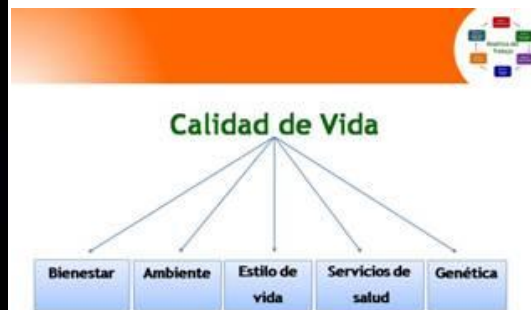 Calidad de Vida
Bienestar
Ambiente
Estilo de
vida
Servicios de
salud
Genética